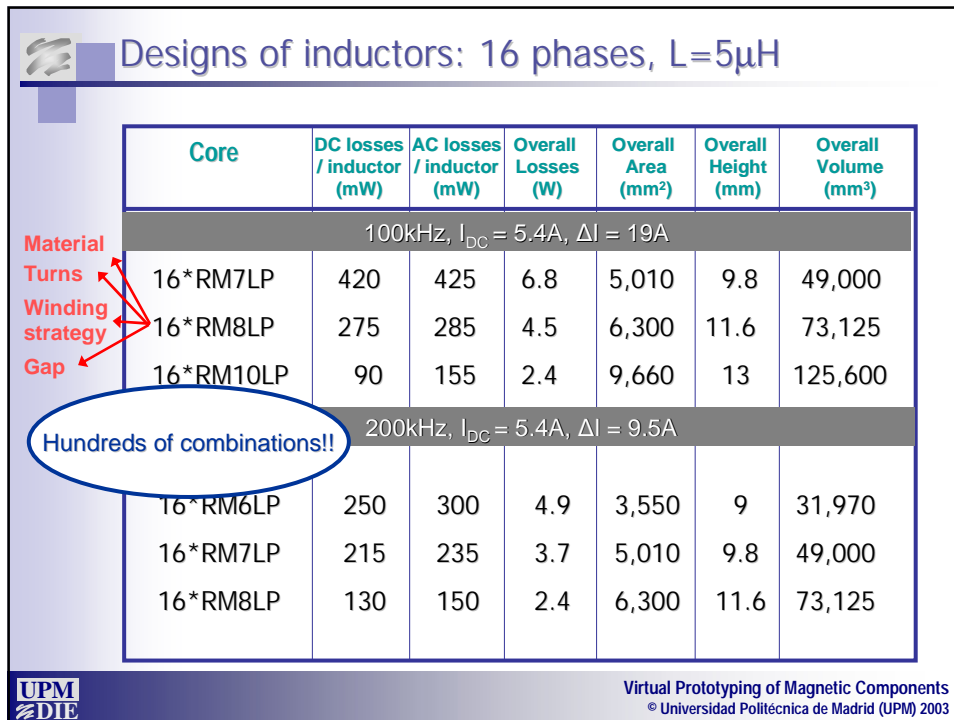 Designs of inductors: 16 phases, L=5μH
Core
DC losses / inductor (mW)
AC losses / inductor (mW)
Overall Losses (W)
Overall Area (mm²)
Overall Height (mm)
Overall Volume (mm³)
100kHz, I_DC = 5.4A, ΔI = 19A
Material
Turns
Winding strategy
Gap
16*RM7LP 420 425 6.8 5,010 9.8 49,000
16*RM8LP 275 285 4.5 6,300 11.6 73,125
16*RM10LP 90 155 2.4 9,660 13 125,600
Hundreds of combinations!!
200kHz, I_DC = 5.4A, ΔI = 9.5A
16*RM6LP 250 300 4.9 3,550 9 31,970
16*RM7LP 215 235 3.7 5,010 9.8 49,000
16*RM8LP 130 150 2.4 6,300 11.6 73,125
UPM
DIE
Virtual Prototyping of Magnetic Components
© Universidad Politécnica de Madrid (UPM) 2003